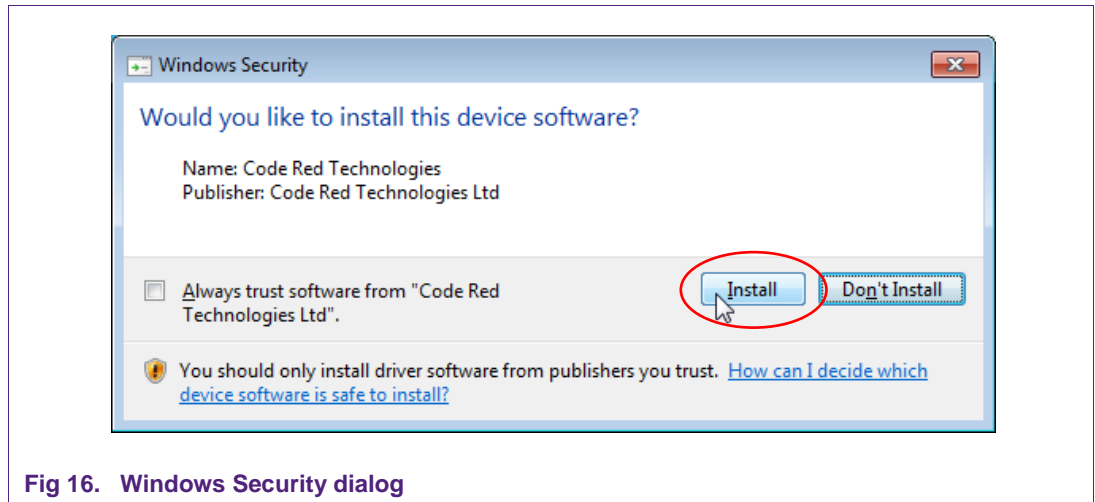 Windows Security
Would you like to install this device software?
Name: Code Red Technologies
Publisher: Code Red Technologies Ltd
Always trust software from "Code Red
Technologies Ltd".
Install
Don't Install
You should only install driver software from publishers you trust. How can I decide which
device software is safe to install?
Fig 16. Windows Security dialog